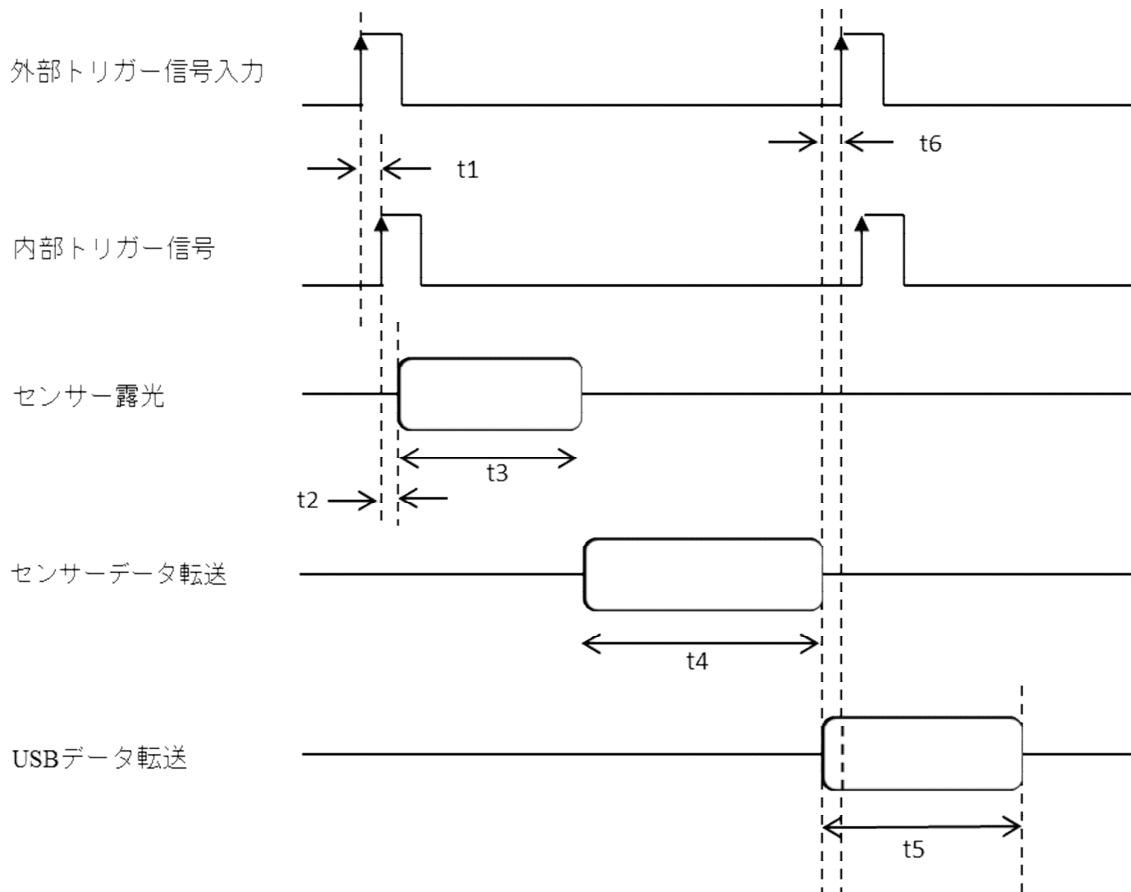 外部トリガー信号入力
t6
t1
内部トリガー信号
センサー露光
t3
t2
センサーデータ転送
t4
USBデータ転送
t5